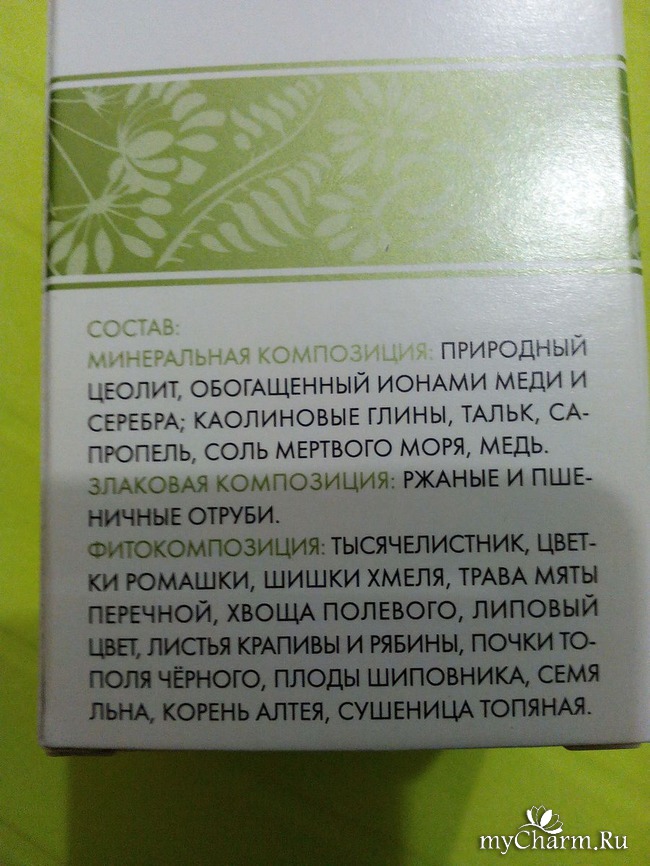 СОСТАВ:
МИНЕРАЛЬНАЯ КОМПОЗИЦИЯ: ПРИРОДНЫЙ
ЦЕОЛИТ, ОБОГАЩЕННЫЙ ИОНАМИ МЕДИ И
СЕРЕБРА; КАОЛИНОВЫЕ ГЛИНЫ, ТАЛЬК, СА-
ПРОПЕЛЬ, СОЛЬ МЕРТВОГО МОРЯ, МЕДЬ.
ЗЛАКОВАЯ КОМПОЗИЦИЯ: РЖАНЫЕ И ПШЕ-
НИЧНЫЕ ОТРУБИ.
ФИТОКОМПОЗИЦИЯ: ТЫСЯЧЕЛИСТНИК, ЦВЕТ-
КИ РОМАШКИ, ШИШКИ ХМЕЛЯ, ТРАВА МЯТЫ
ПЕРЕЧНОЙ, ХВОЩА ПОЛЕВОГО, ЛИПОВЫЙ
ЦВЕТ, ЛИСТЬЯ КРАПИВЫ И РЯБИНЫ, ПОЧКИ ТО-
ПОЛЯ ЧЁРНОГО, ПЛОДЫ ШИПОВНИКА, СЕМЯ
ЛЬНА, КОРЕНЬ АЛТЕЯ, СУШЕНИЦА ТОПЯНАЯ.
myCharm.Ru